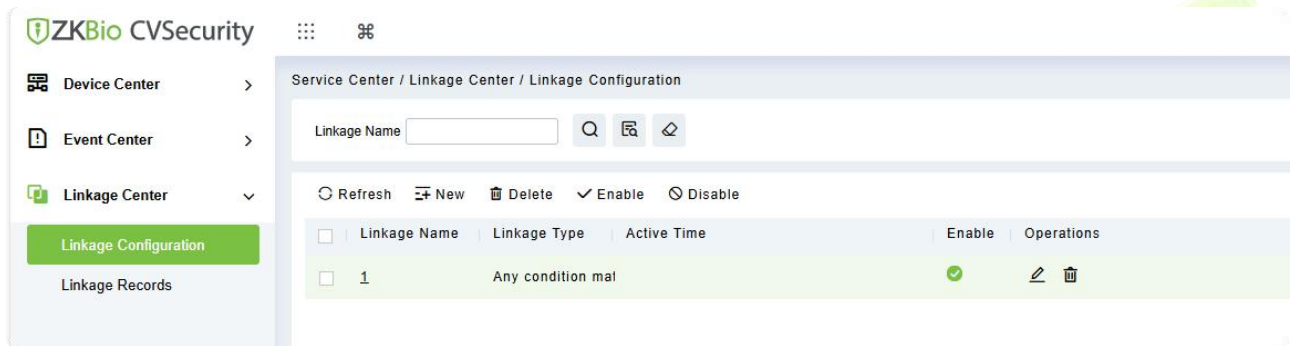 ZKBio CVSecurity
Device Center
Event Center
Linkage Center
Linkage Configuration
Linkage Records
Service Center / Linkage Center / Linkage Configuration
Linkage Name
Refresh New Delete Enable Disable
Linkage Name Linkage Type Active Time Enable Operations
1 Any condition mat